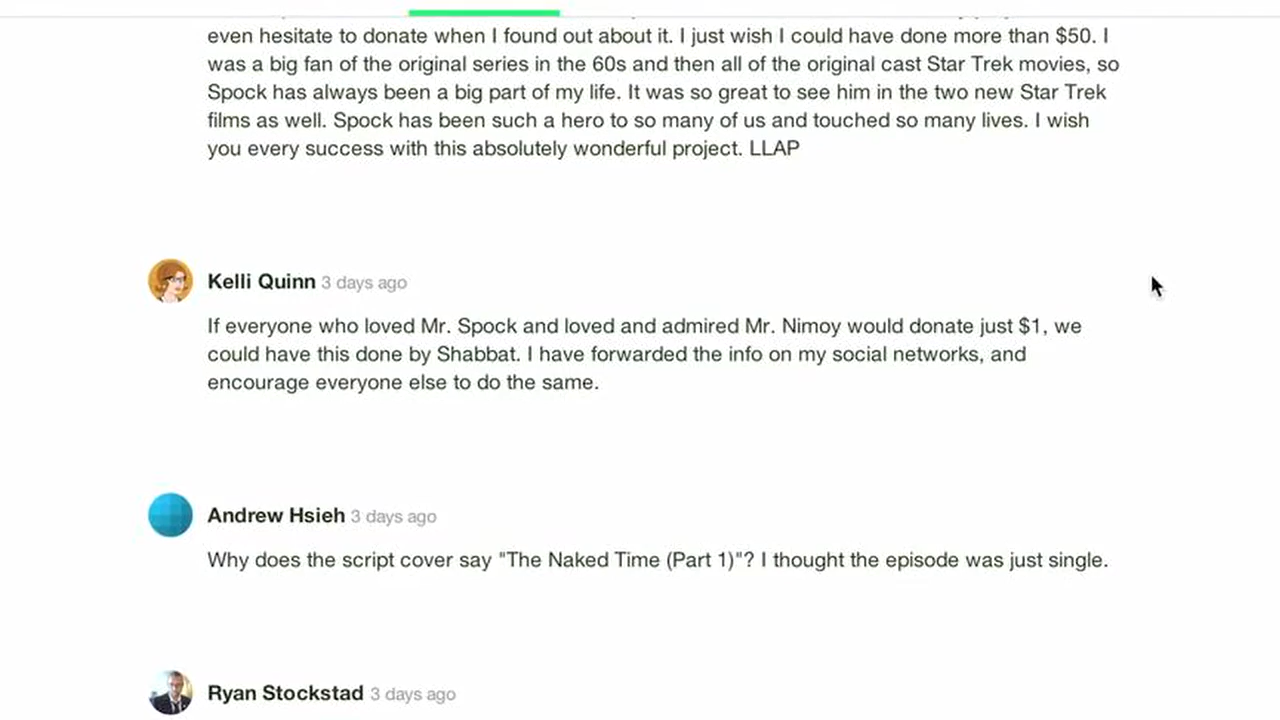 even hesitate to donate when I found out about it. I just wish I could have done more than $50. I
was a big fan of the original series in the 60s and then all of the original cast Star Trek movies, so
Spock has always been a big part of my life. It was so great to see him in the two new Star Trek
films as well. Spock has been such a hero to so many of us and touched so many lives. I wish
you every success with this absolutely wonderful project. LLAP
Kelli Quinn 3 days ago
If everyone who loved Mr. Spock and loved and admired Mr. Nimoy would donate just $1, we
could have this done by Shabbat. I have forwarded the info on my social networks, and
encourage everyone else to do the same.
Andrew Hsieh 3 days ago
Why does the script cover say "The Naked Time (Part 1)"? I thought the episode was just single.
Ryan Stockstad 3 days ago